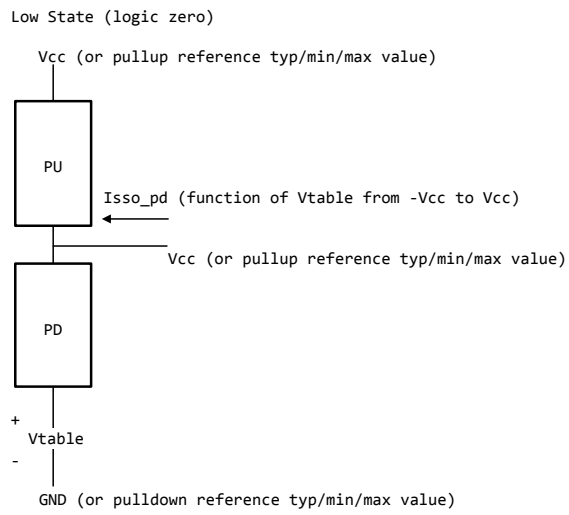 Low State (logic zero)
Vcc (or pullup reference typ/min/max value)
PU
Isso_pd (function of Vtable from -Vcc to Vcc)
Vcc (or pullup reference typ/min/max value)
PD
+
Vtable
-
GND (or pulldown reference typ/min/max value)